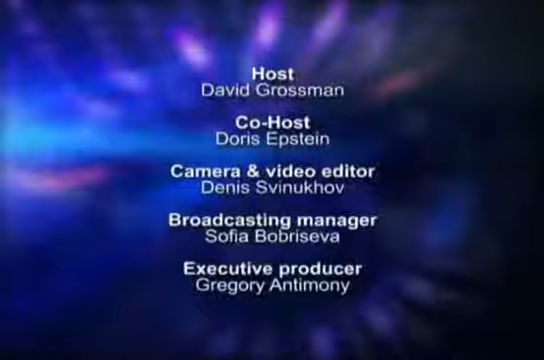 Host
David Grossman
Co-Host
Doris Epstein
Camera & video editor
Denis Svinukhov
Broadcasting manager
Sofia Bobriseva
Executive producer
Gregory Antimony